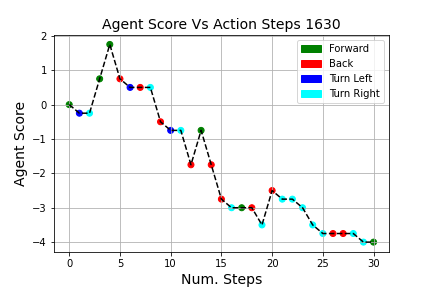 Agent Score Vs Action Steps 1630
Agent Score
2
1
0
−1
−2
−3
−4
Forward
Back
Turn Left
Turn Right
0 5 10 15 20 25 30
Num. Steps